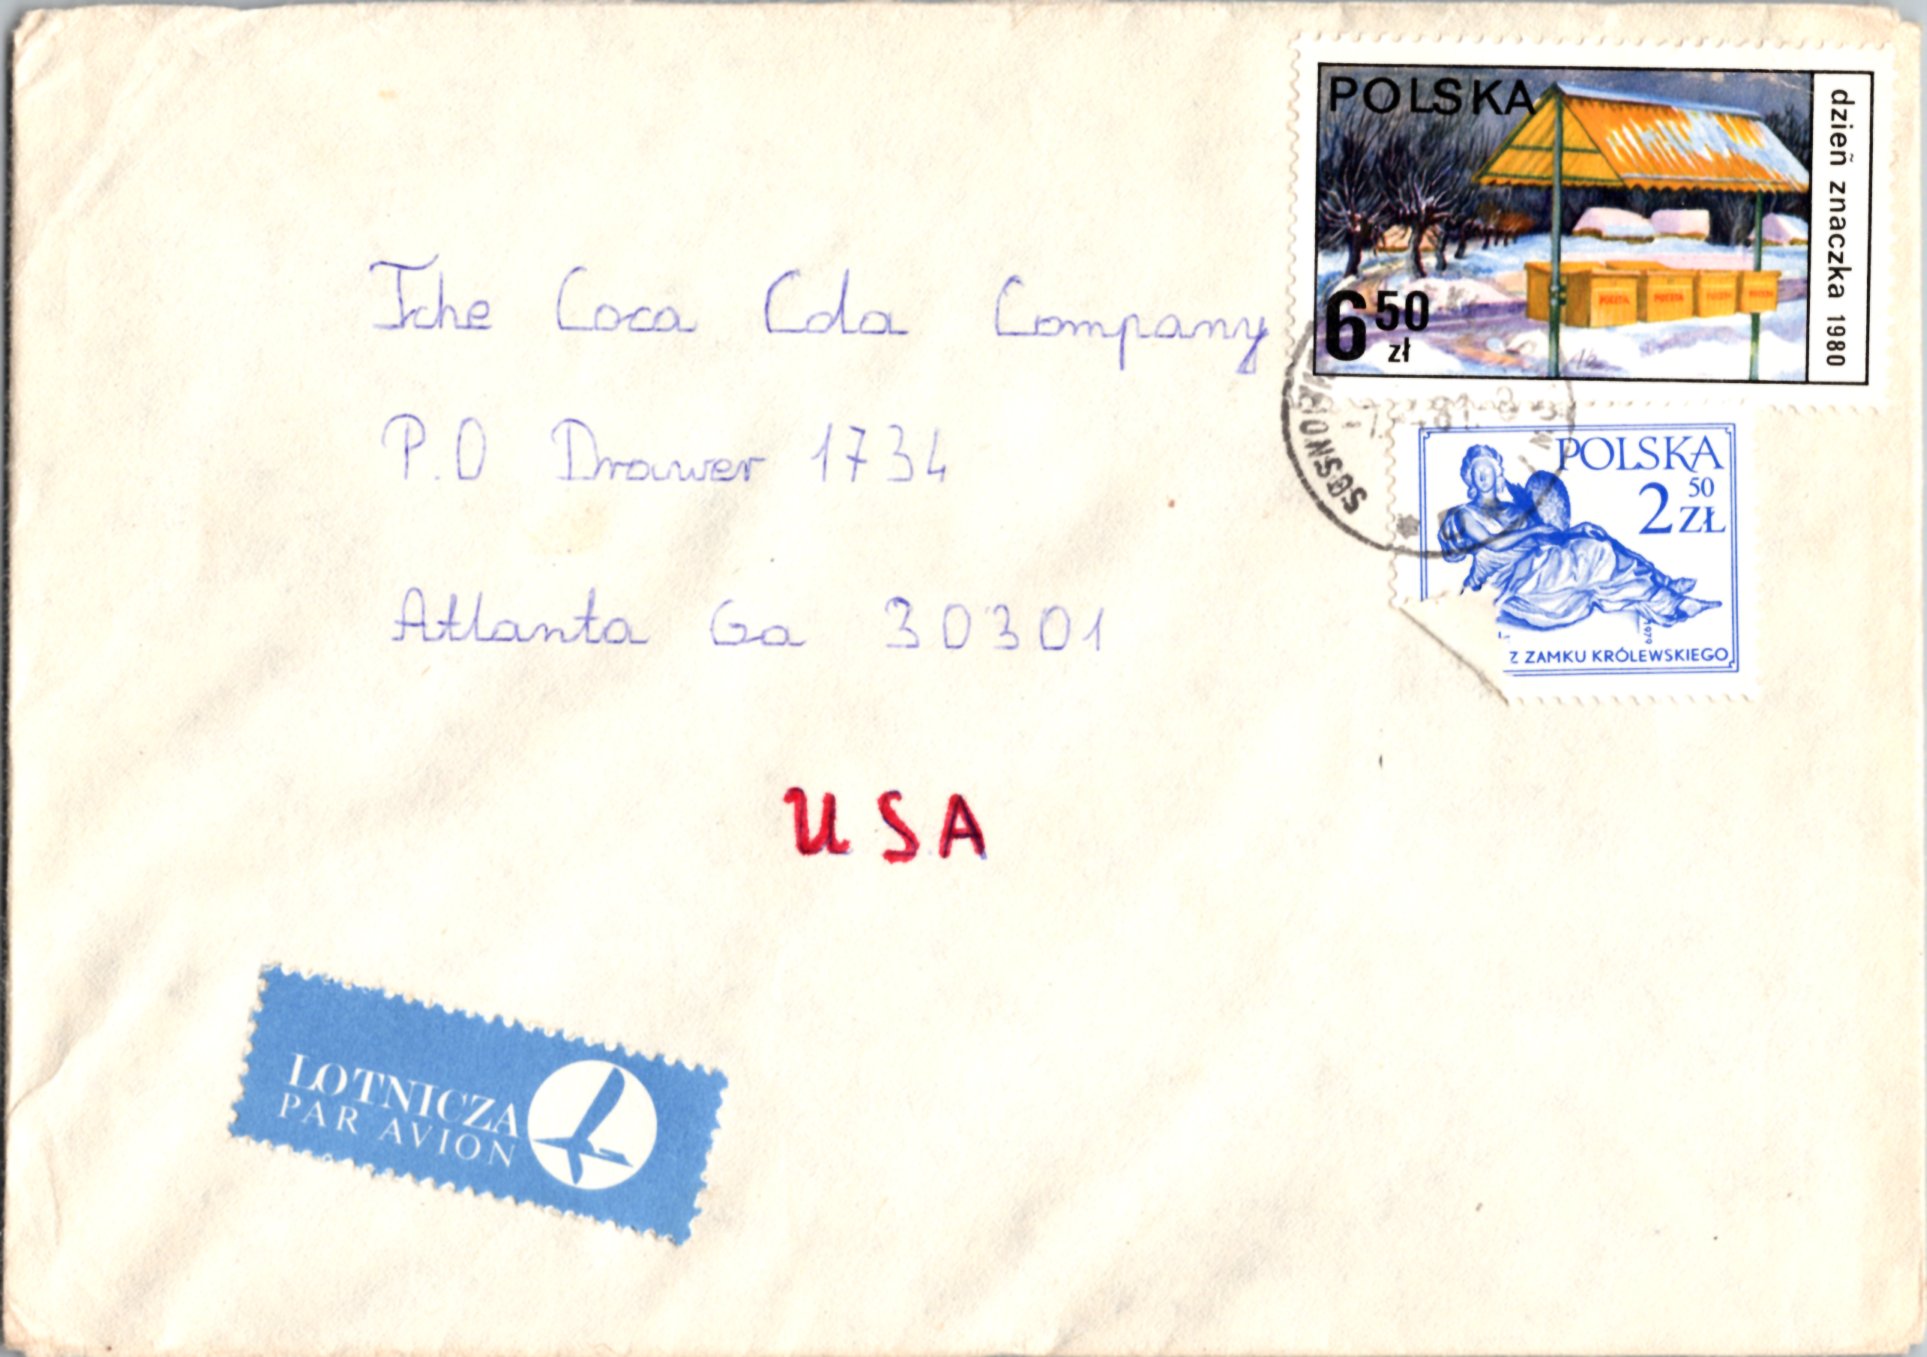 Tche Coca Cola Company
P.O Drawer 1734
Atlanta Ga 30301
USA
POLSKA
6 50 zł
dzień znaczka 1980
POLSKA
2 50 ZŁ
1979
Z ZAMKU KRÓLEWSKIEGO
LOTNICZA
PAR AVION